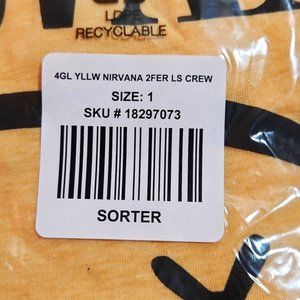 LDPE
RECYCLABLE
4GL YLLW NIRVANA 2FER LS CREW
SIZE: 1
SKU # 18297073
SORTER